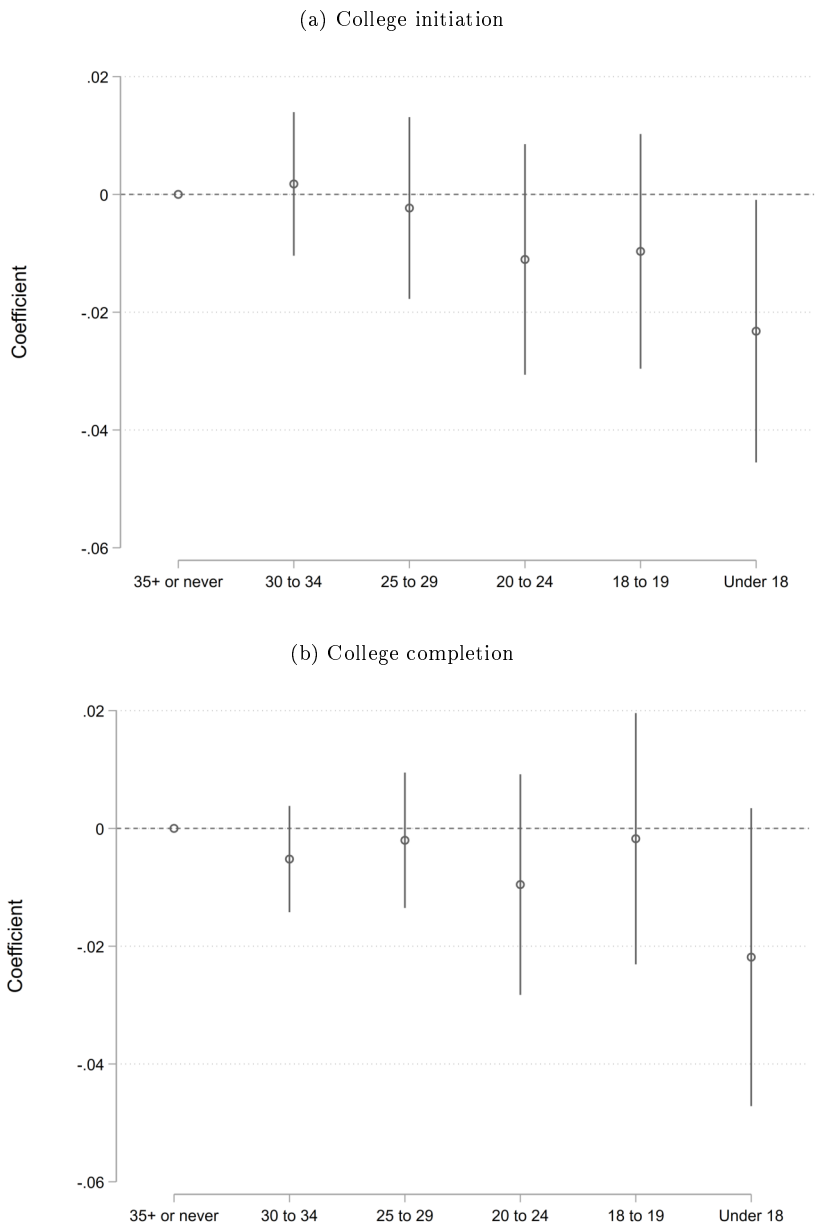 (a) College initiation
.02
0
-.02
-.04
-.06
Coefficient
35+ or never 30 to 34 25 to 29 20 to 24 18 to 19 Under 18
(b) College completion
.02
0
-.02
-.04
-.06
Coefficient
35+ or never 30 to 34 25 to 29 20 to 24 18 to 19 Under 18